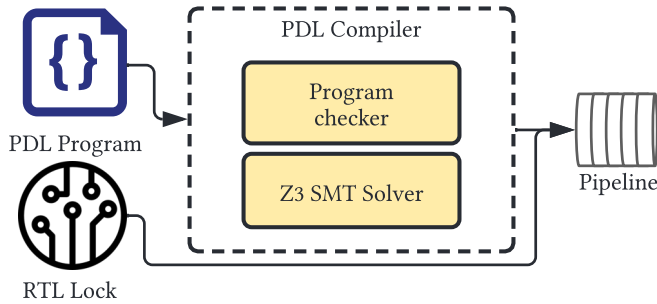 PDL Compiler
{}
Program
checker
PDL Program
Z3 SMT Solver
Pipeline
RTL Lock